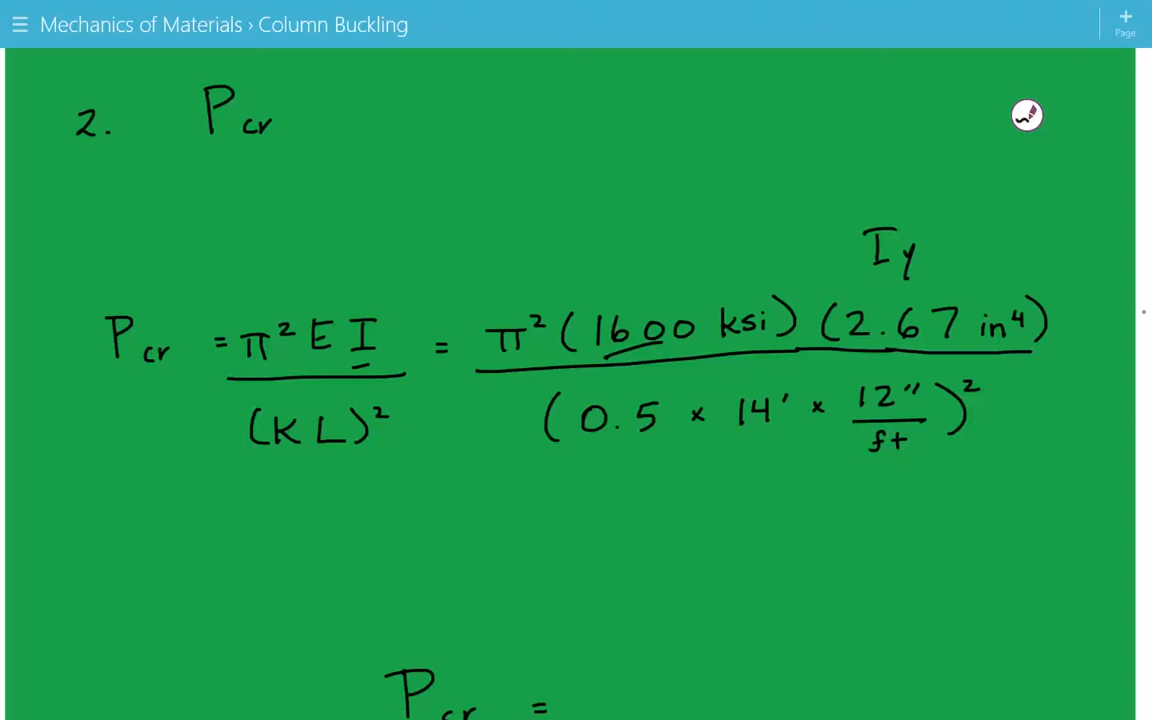 Mechanics of Materials › Column Buckling
Page
2. Pcr
Iy
Pcr = π² E I / (KL)² = π² (1600 ksi) (2.67 in⁴) / (0.5 × 14' × 12" / ft)²
Pcr =